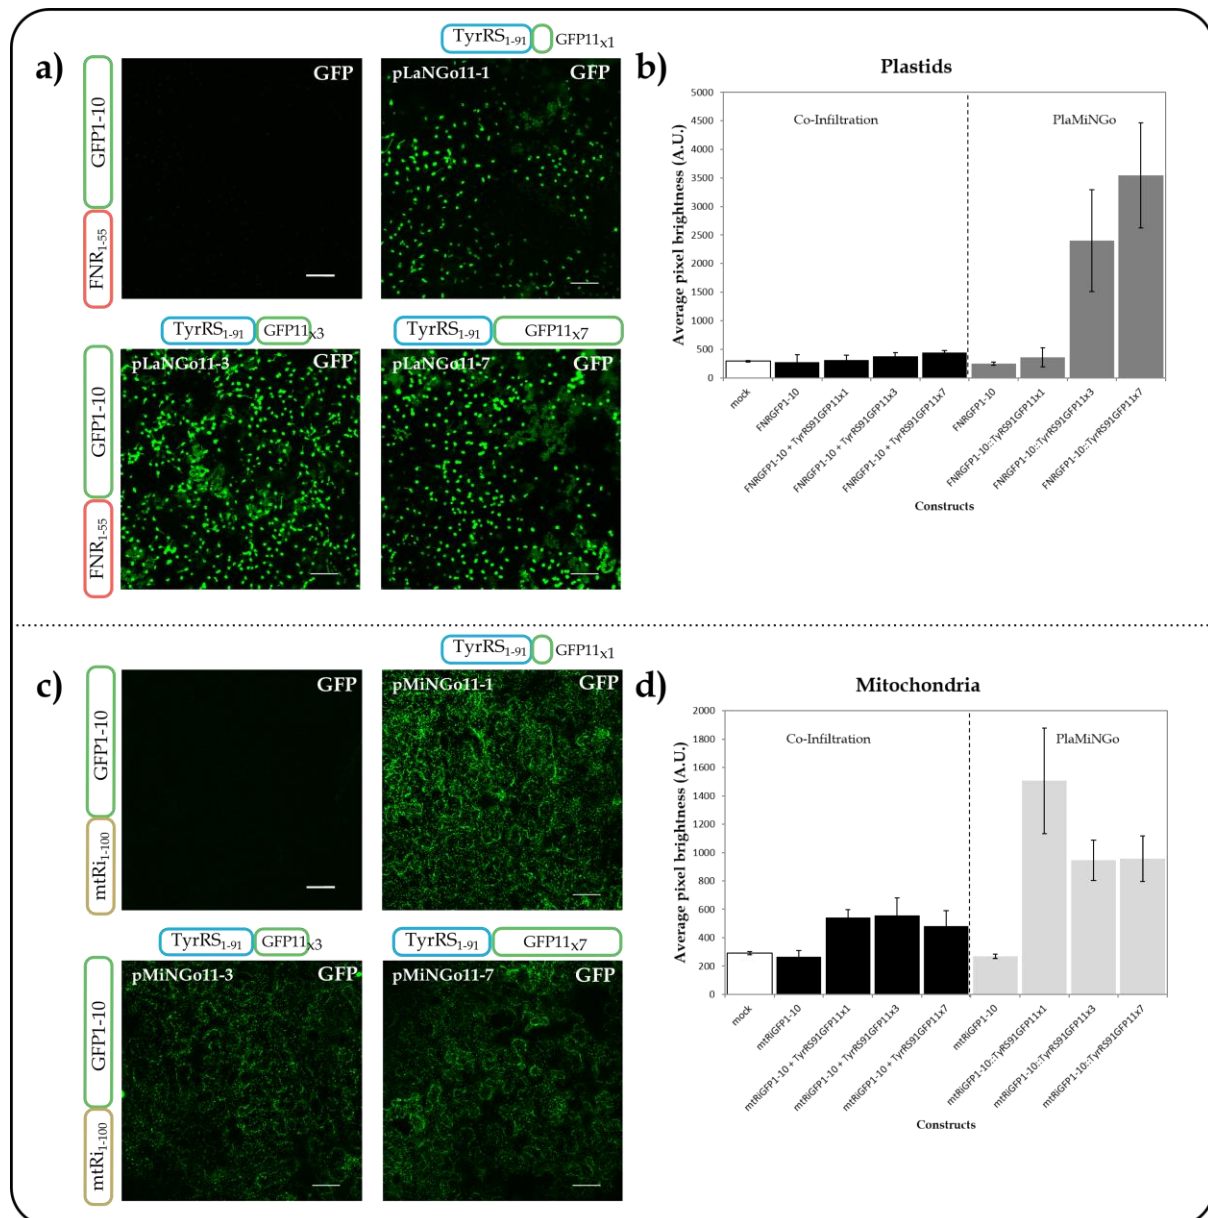 a)
TyrRS1-91 GFP11x1
GFP1-10
FNR1-55
GFP
pLaNGo11-1 GFP
TyrRS1-91 GFP11x3
TyrRS1-91 GFP11x7
GFP1-10
FNR1-55
pLaNGo11-3 GFP
pLaNGo11-7 GFP
b)
Plastids
Average pixel brightness (A.U.)
5000
4500
4000
3500
3000
2500
2000
1500
1000
500
0
Co-Infiltration
PlaMiNGo
mock
FNRGFP1-10
FNRGFP1-10 + TyrRS91GFP11x1
FNRGFP1-10 + TyrRS91GFP11x3
FNRGFP1-10 + TyrRS91GFP11x7
FNRGFP1-10
FNRGFP1-10::TyrRS91GFP11x1
FNRGFP1-10::TyrRS91GFP11x3
FNRGFP1-10::TyrRS91GFP11x7
Constructs
c)
TyrRS1-91 GFP11x1
GFP1-10
mtRi1-100
GFP
pMiNGo11-1 GFP
TyrRS1-91 GFP11x3
TyrRS1-91 GFP11x7
GFP1-10
mtRi1-100
pMiNGo11-3 GFP
pMiNGo11-7 GFP
d)
Mitochondria
Average pixel brightness (A.U.)
2000
1800
1600
1400
1200
1000
800
600
400
200
0
Co-Infiltration
PlaMiNGo
mock
mtRiGFP1-10
mtRiGFP1-10 + TyrRS91GFP11x1
mtRiGFP1-10 + TyrRS91GFP11x3
mtRiGFP1-10 + TyrRS91GFP11x7
mtRiGFP1-10
mtRiGFP1-10::TyrRS91GFP11x1
mtRiGFP1-10::TyrRS91GFP11x3
mtRiGFP1-10::TyrRS91GFP11x7
Constructs